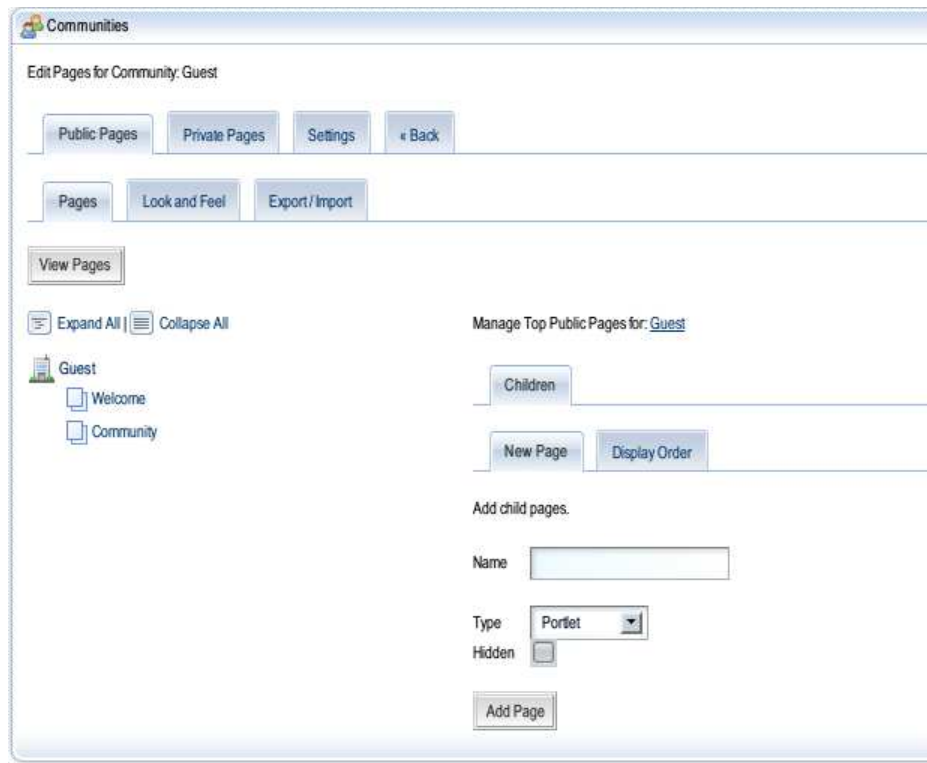 Communities
Edit Pages for Community: Guest
Public Pages Private Pages Settings « Back
Pages Look and Feel Export / Import
View Pages
Expand All | Collapse All
Guest
Welcome
Community
Manage Top Public Pages for: Guest
Children
New Page Display Order
Add child pages.
Name
Type Portlet
Hidden
Add Page